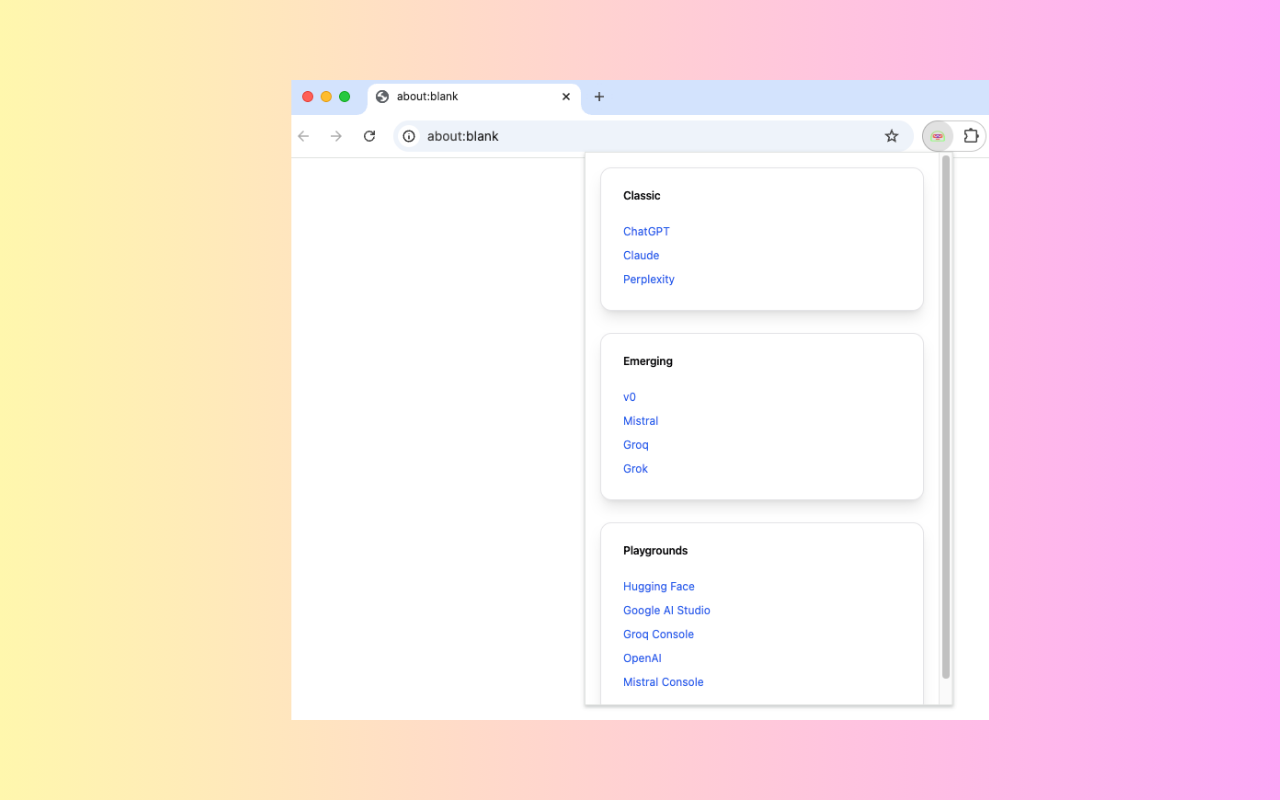 about:blank
about:blank
Classic
ChatGPT
Claude
Perplexity
Emerging
v0
Mistral
Groq
Grok
Playgrounds
Hugging Face
Google AI Studio
Groq Console
OpenAI
Mistral Console